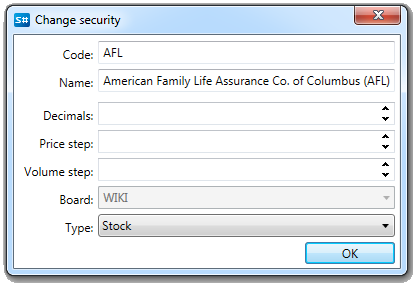 S# Change security
Code: AFL
Name: American Family Life Assurance Co. of Columbus (AFL)
Decimals:
Price step:
Volume step:
Board: WIKI
Type: Stock
OK